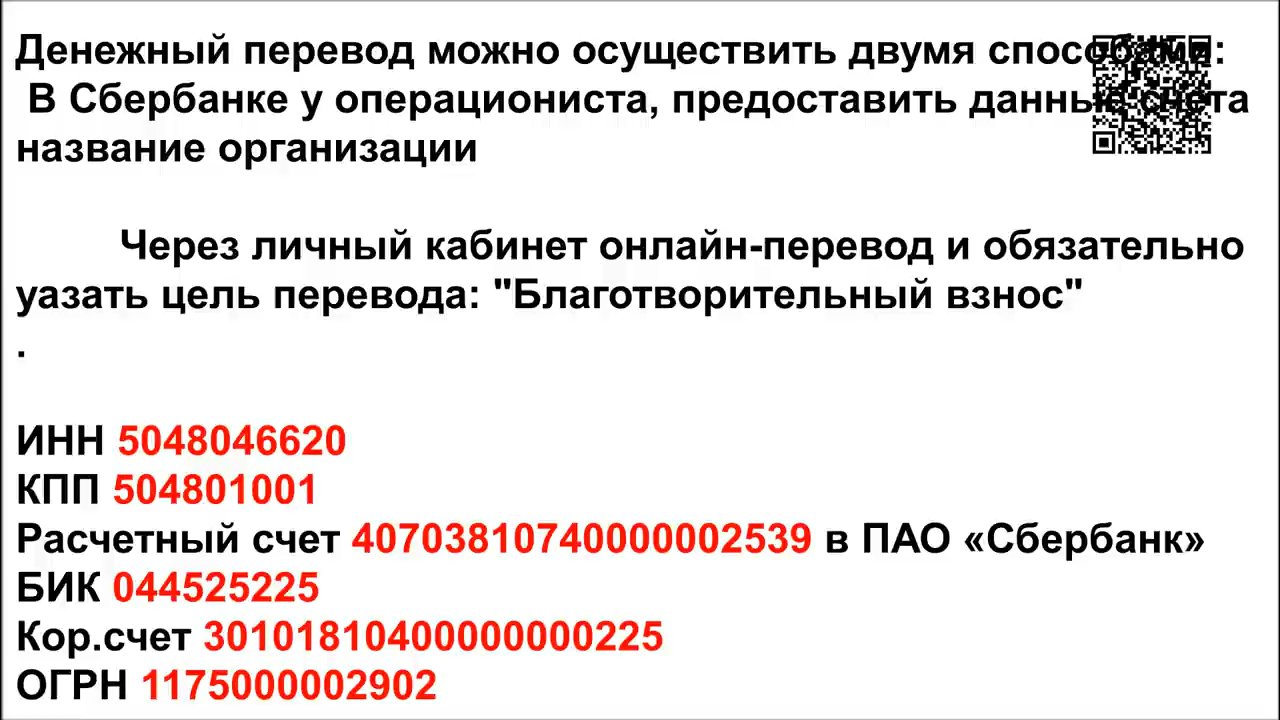 Денежный перевод можно осуществить двумя способами:
В Сбербанке у операциониста, предоставить данные счета
название организации
Через личный кабинет онлайн-перевод и обязательно
уазать цель перевода: "Благотворительный взнос"
.
ИНН 5048046620
КПП 504801001
Расчетный счет 40703810740000002539 в ПАО «Сбербанк»
БИК 044525225
Кор.счет 30101810400000000225
ОГРН 1175000002902